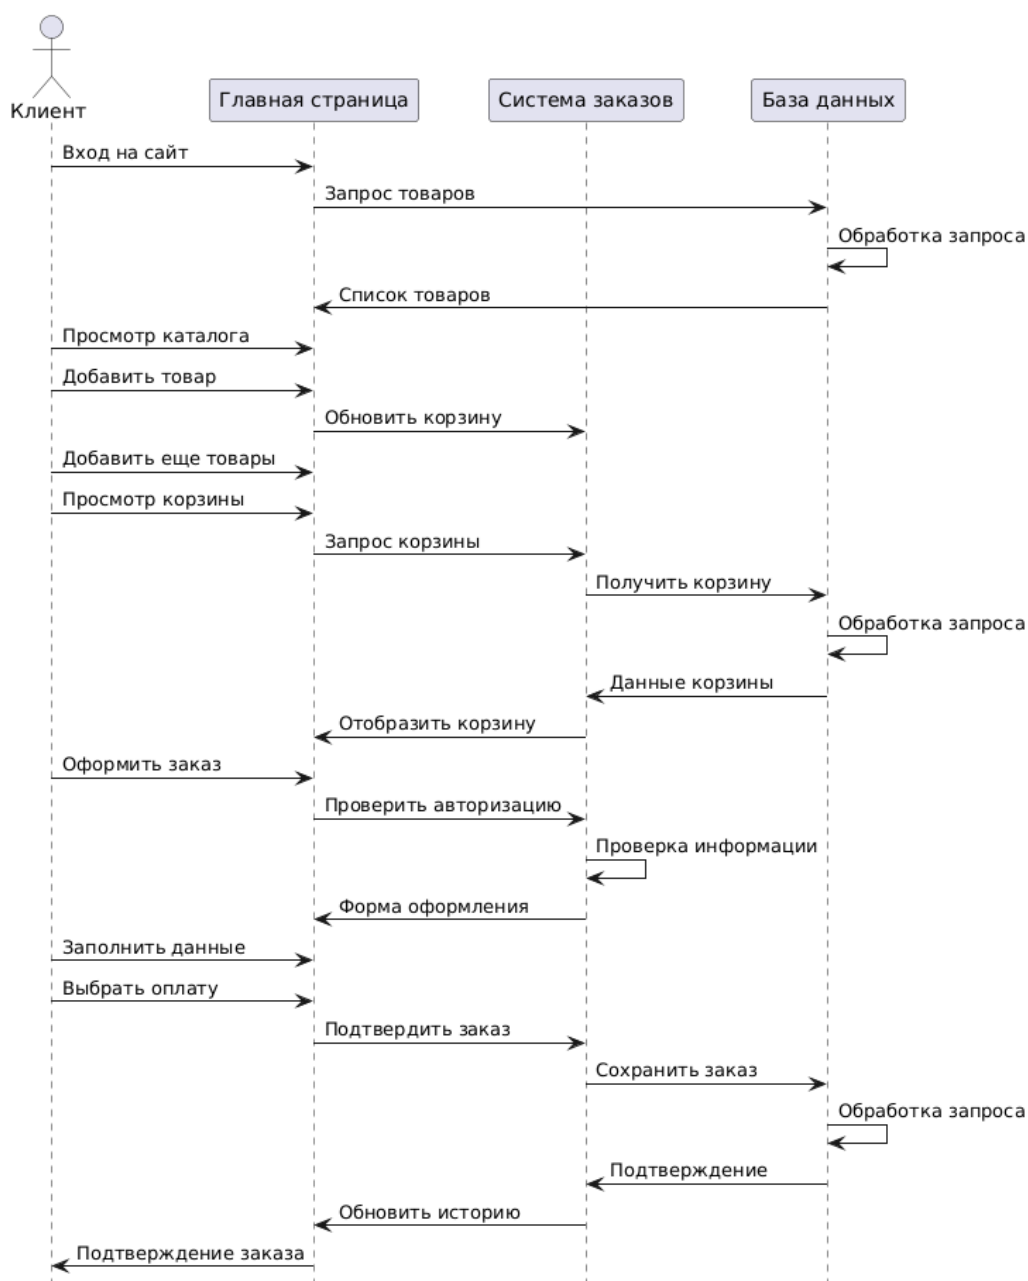 Клиент
Главная страница
Система заказов
База данных
Вход на сайт
Запрос товаров
Обработка запроса
Список товаров
Просмотр каталога
Добавить товар
Обновить корзину
Добавить еще товары
Просмотр корзины
Запрос корзины
Получить корзину
Обработка запроса
Данные корзины
Отобразить корзину
Оформить заказ
Проверить авторизацию
Проверка информации
Форма оформления
Заполнить данные
Выбрать оплату
Подтвердить заказ
Сохранить заказ
Обработка запроса
Подтверждение
Обновить историю
Подтверждение заказа